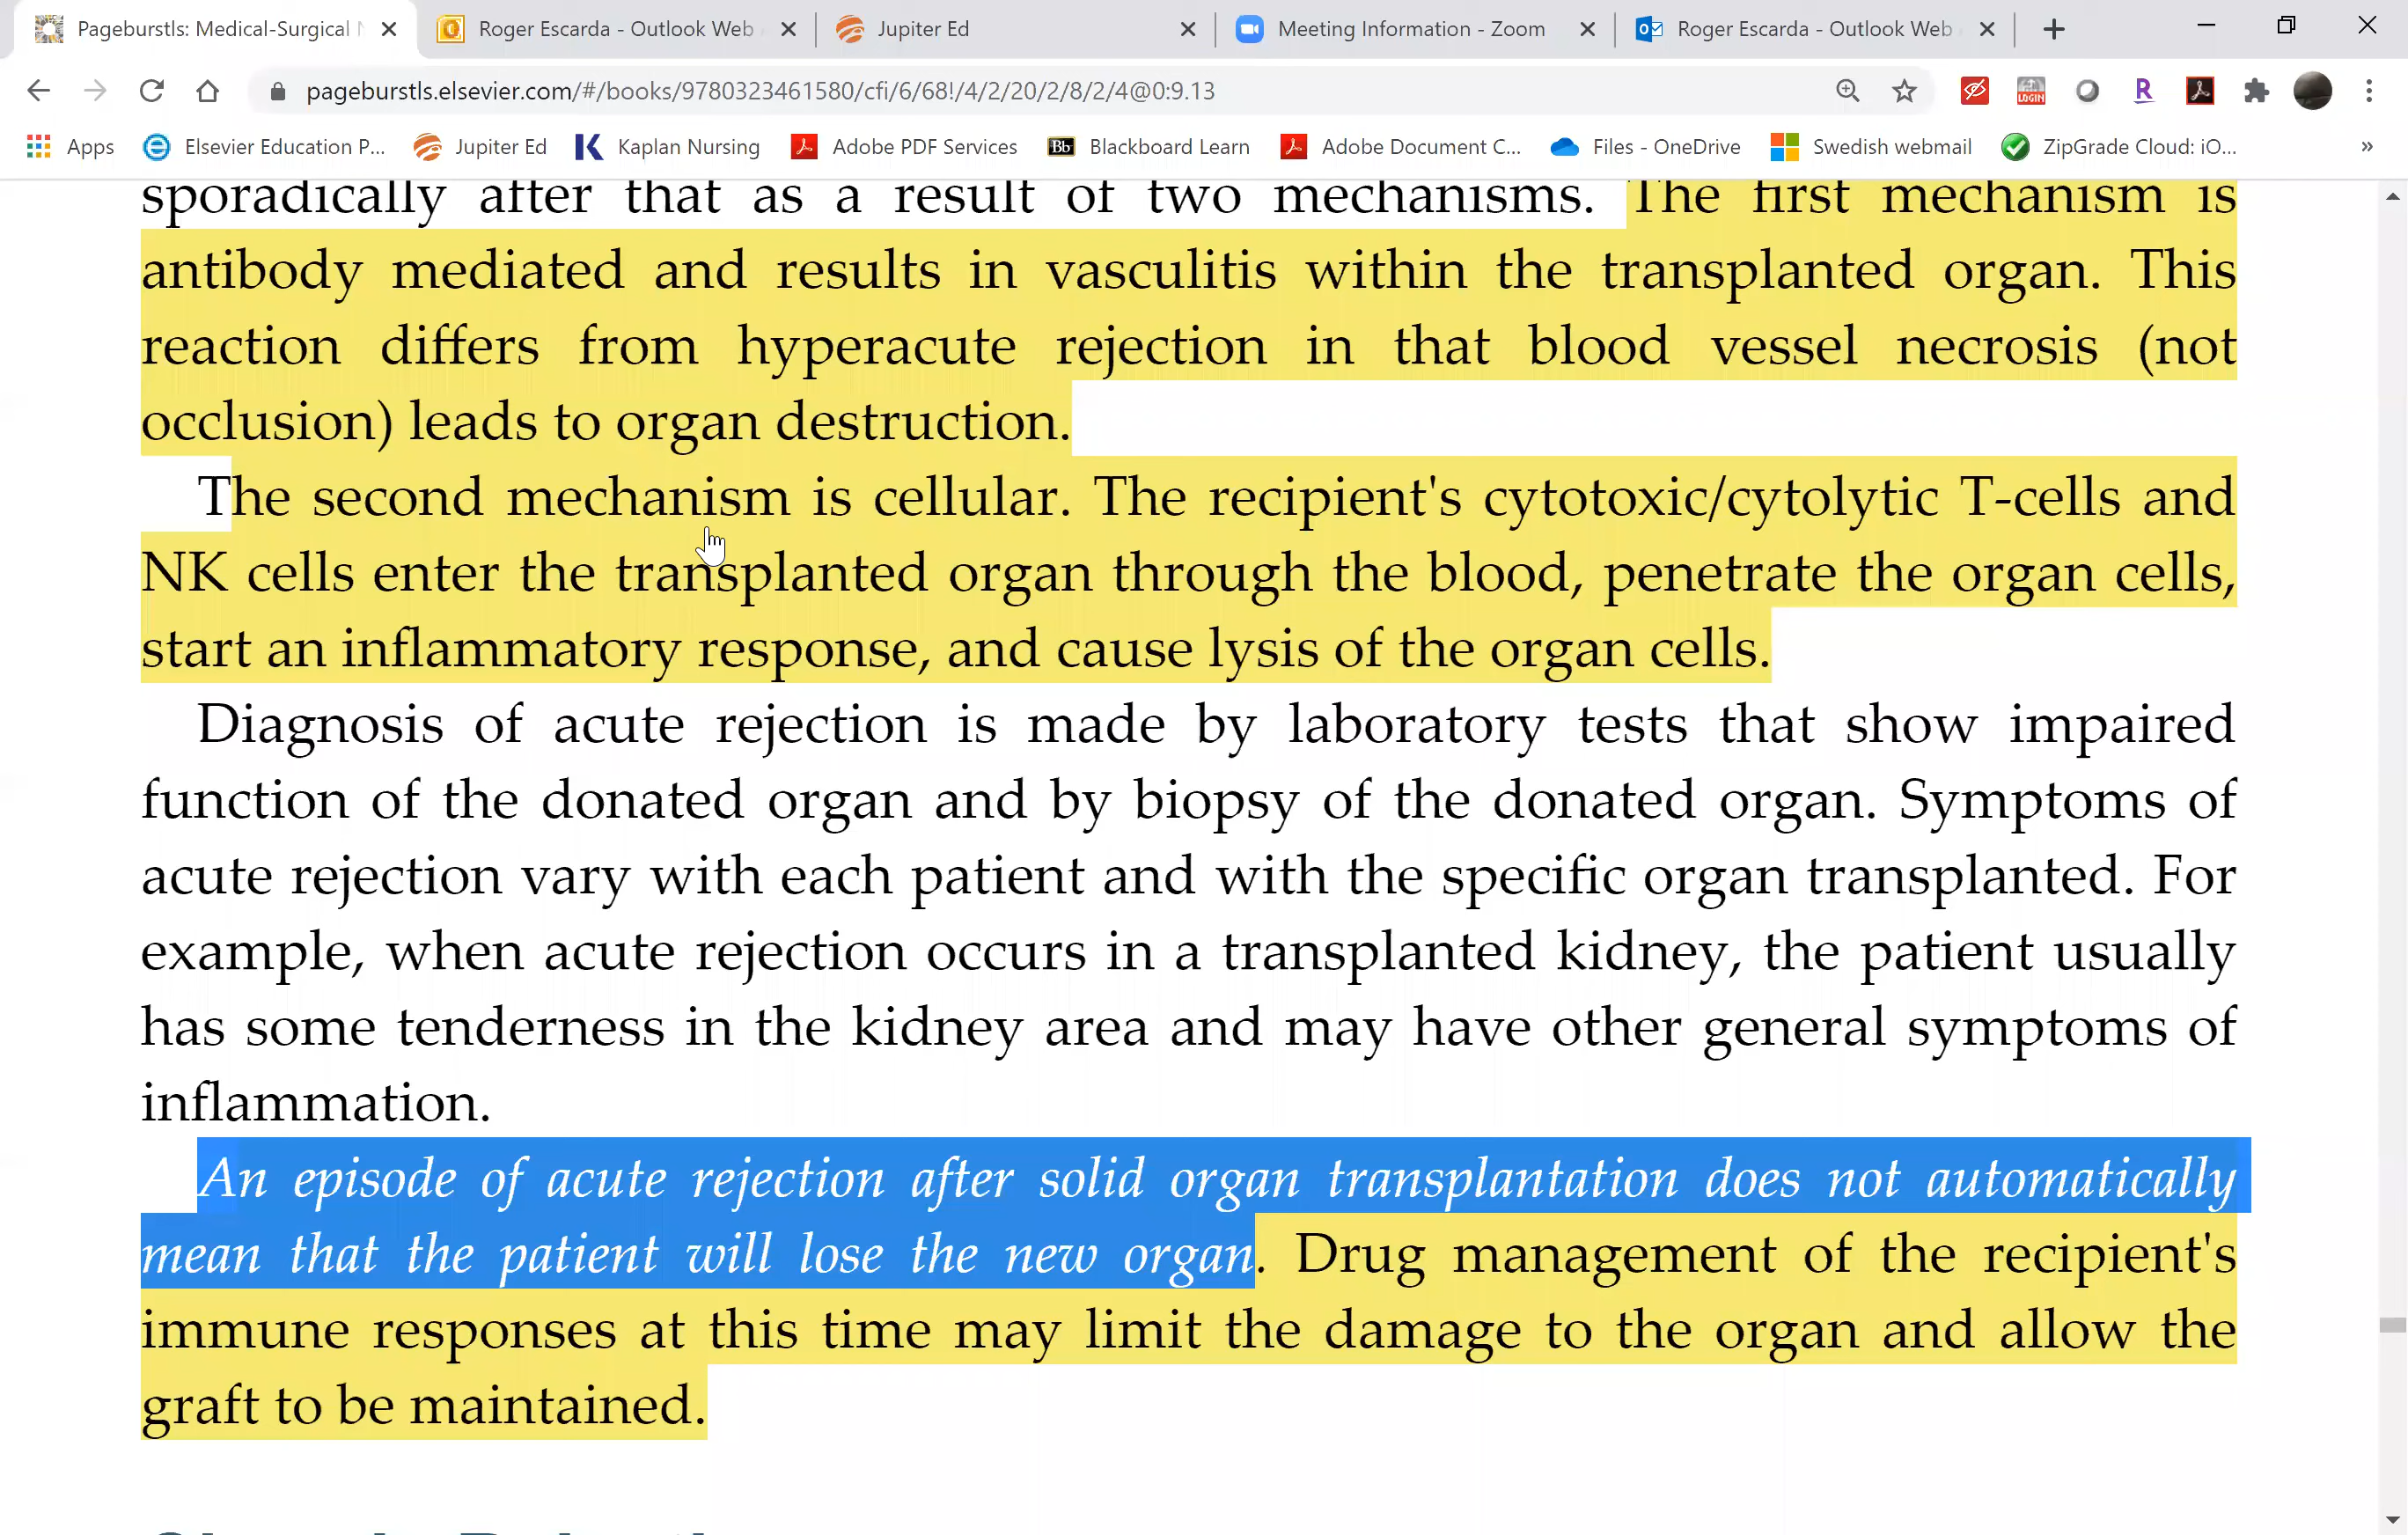 Pageburstls: Medical-Surgical
Roger Escarda - Outlook Web
Jupiter Ed
Meeting Information - Zoom
Roger Escarda - Outlook Web
pageburstls.elsevier.com/#/books/9780323461580/cfi/6/68!/4/2/20/2/8/2/4@0:9.13
LOGIN
R
Apps
Elsevier Education P...
Jupiter Ed
Kaplan Nursing
Adobe PDF Services
Bb
Blackboard Learn
Adobe Document C...
Files - OneDrive
Swedish webmail
ZipGrade Cloud: iO...
»
sporadically after that as a result of two mechanisms. The first mechanism is
antibody mediated and results in vasculitis within the transplanted organ. This
reaction differs from hyperacute rejection in that blood vessel necrosis (not
occlusion) leads to organ destruction.
The second mechanism is cellular. The recipient's cytotoxic/cytolytic T-cells and
NK cells enter the transplanted organ through the blood, penetrate the organ cells,
start an inflammatory response, and cause lysis of the organ cells.
Diagnosis of acute rejection is made by laboratory tests that show impaired
function of the donated organ and by biopsy of the donated organ. Symptoms of
acute rejection vary with each patient and with the specific organ transplanted. For
example, when acute rejection occurs in a transplanted kidney, the patient usually
has some tenderness in the kidney area and may have other general symptoms of
inflammation.
An episode of acute rejection after solid organ transplantation does not automatically
mean that the patient will lose the new organ. Drug management of the recipient's
immune responses at this time may limit the damage to the organ and allow the
graft to be maintained.